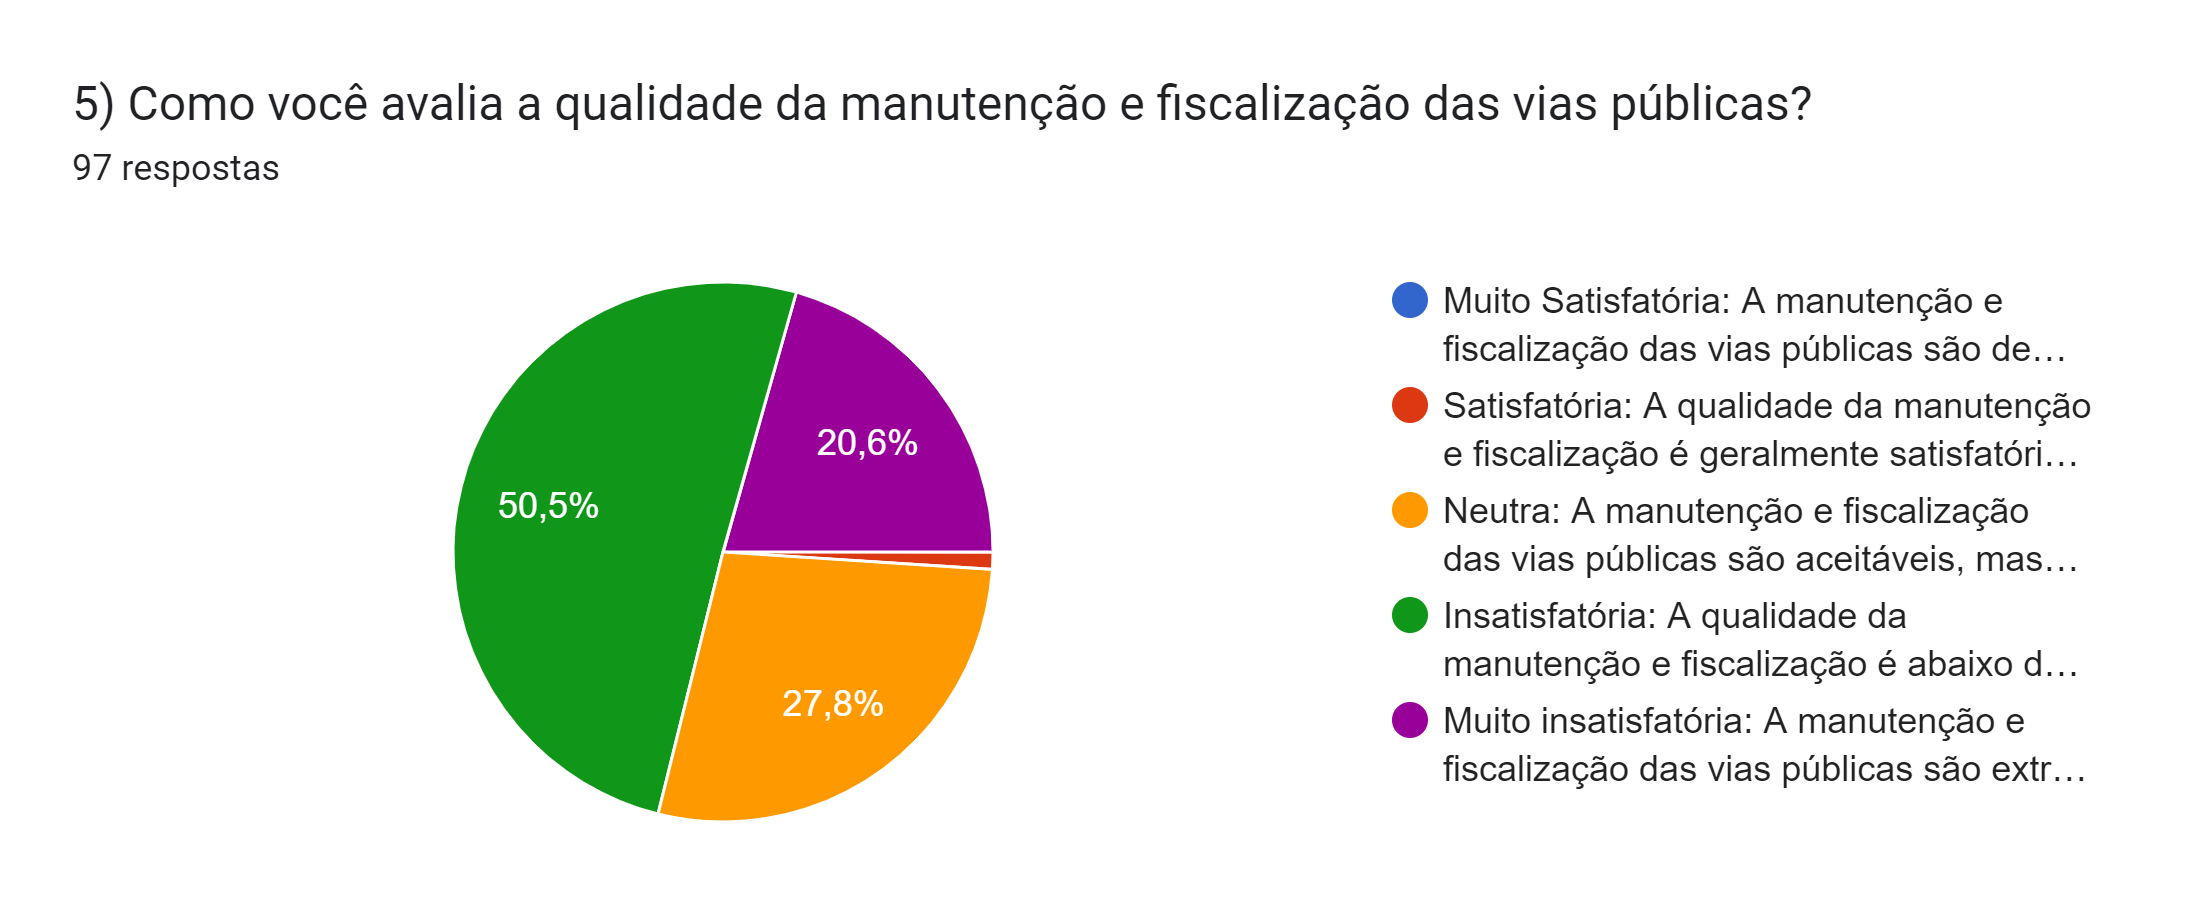 5) Como você avalia a qualidade da manutenção e fiscalização das vias públicas?
97 respostas
20,6%
50,5%
27,8%
Muito Satisfatória: A manutenção e
fiscalização das vias públicas são de…
Satisfatória: A qualidade da manutenção
e fiscalização é geralmente satisfatóri…
Neutra: A manutenção e fiscalização
das vias públicas são aceitáveis, mas…
Insatisfatória: A qualidade da
manutenção e fiscalização é abaixo d…
Muito insatisfatória: A manutenção e
fiscalização das vias públicas são extr…